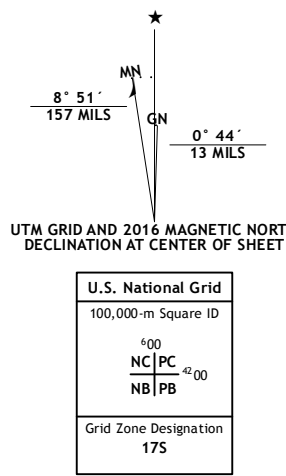 ★
MN
GN
8° 51´
157 MILS
0° 44´
13 MILS
UTM GRID AND 2016 MAGNETIC NORT
DECLINATION AT CENTER OF SHEET
U.S. National Grid
100,000-m Square ID
600
NC PC
4200
NB PB
Grid Zone Designation
17S